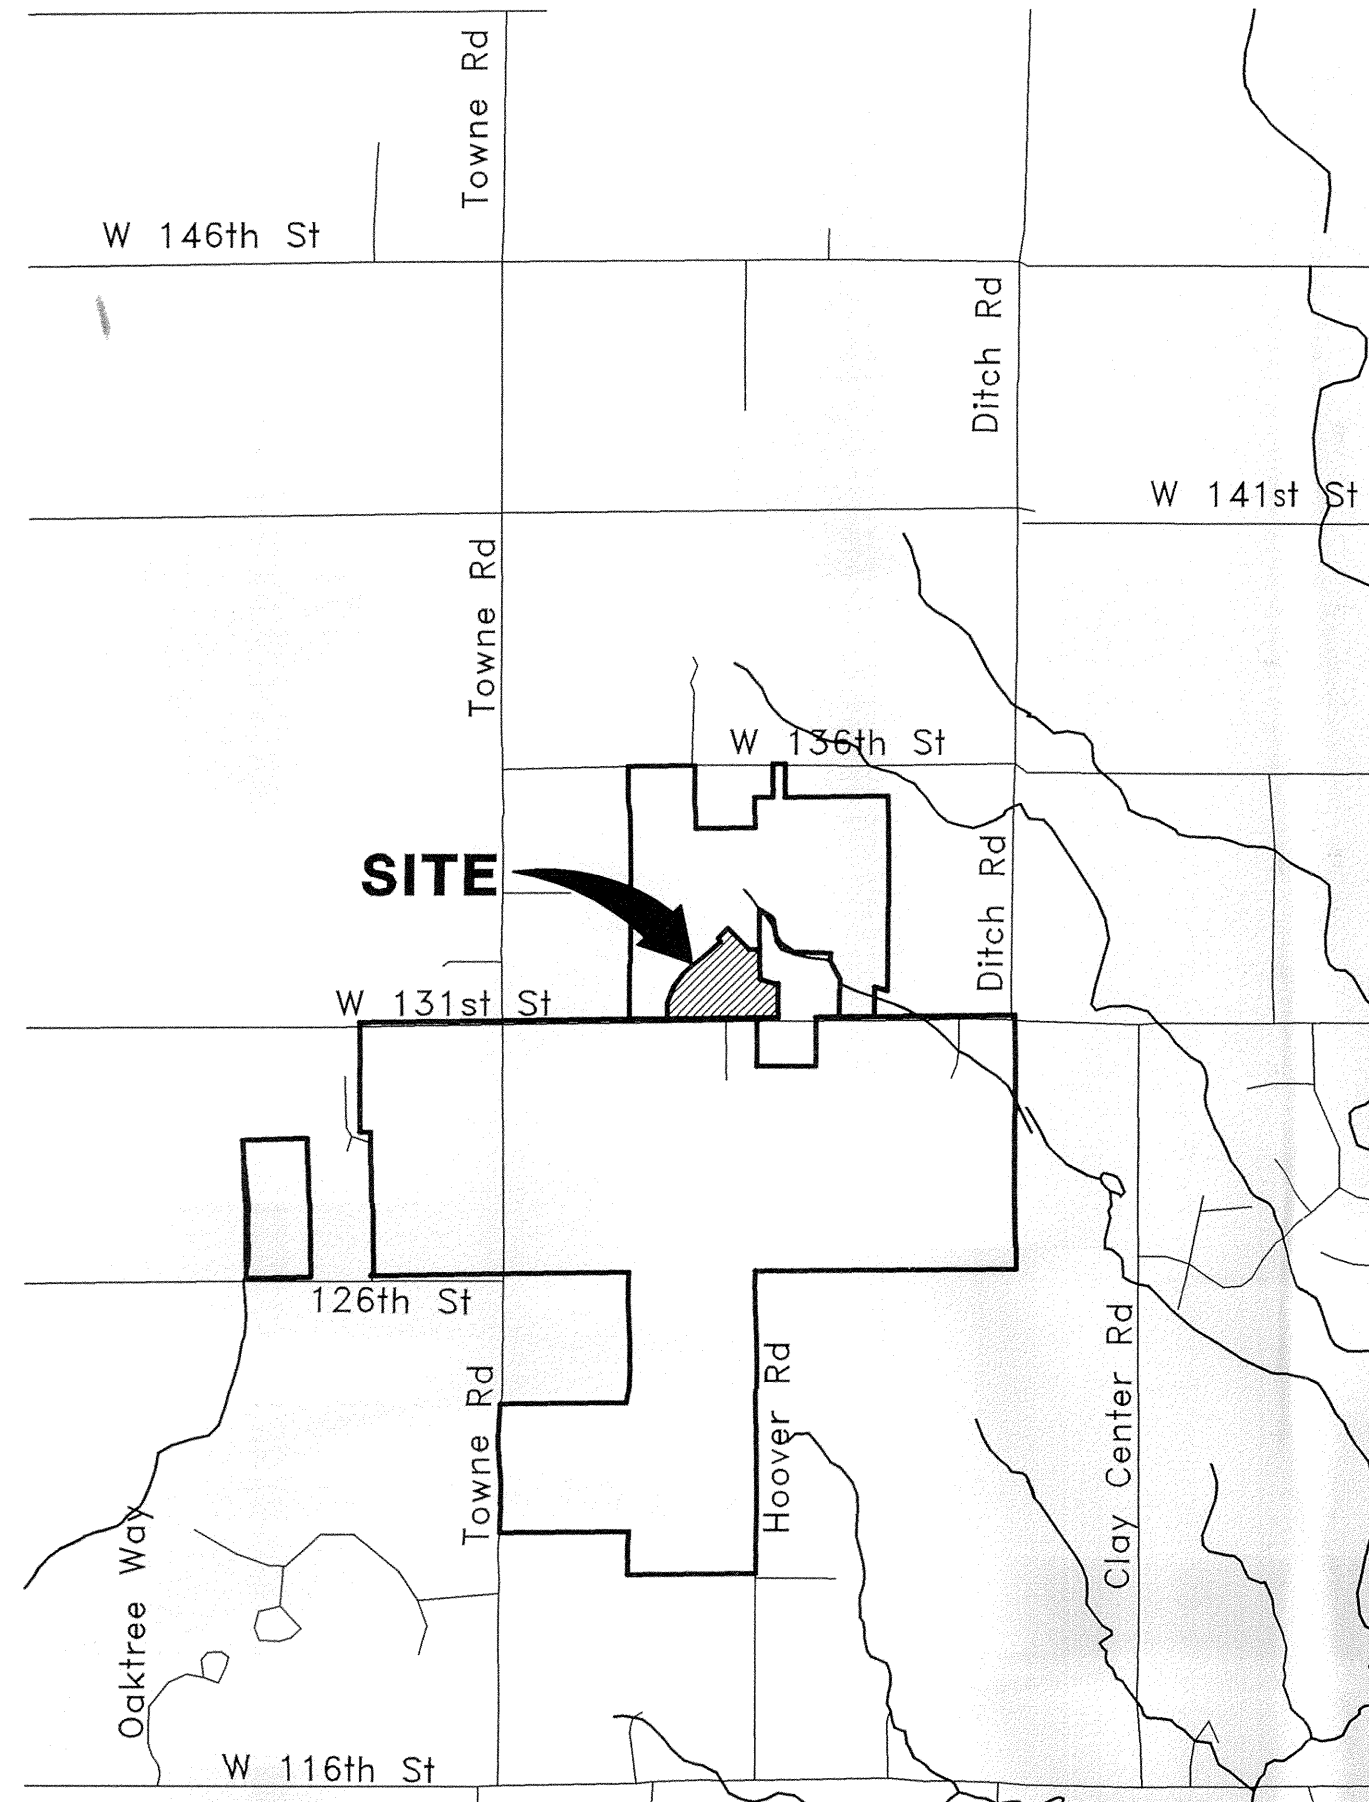 Towne Rd
W 146th St
Ditch Rd
W 141st St
Towne Rd
W 136th St
SITE
Ditch Rd
W 131st St
126th St
Towne Rd
Hoover Rd
Clay Center Rd
Oaktree Way
W 116th St